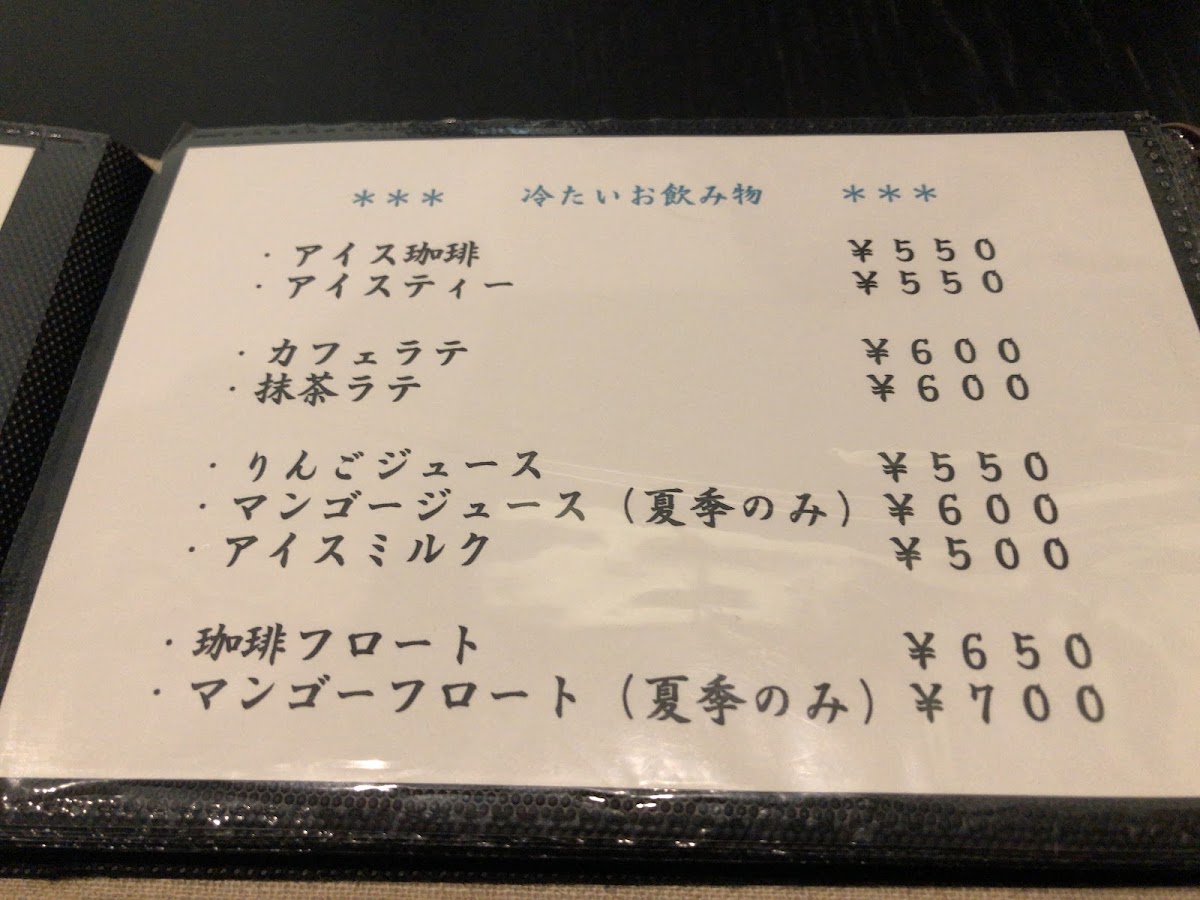 ＊＊＊　冷たいお飲み物　＊＊＊
・アイス珈琲　￥５５０
・アイスティー　￥５５０
・カフェラテ　￥６００
・抹茶ラテ　￥６００
・りんごジュース　￥５５０
・マンゴージュース（夏季のみ）￥６００
・アイスミルク　￥５００
・珈琲フロート　￥６５０
・マンゴーフロート（夏季のみ）￥７００